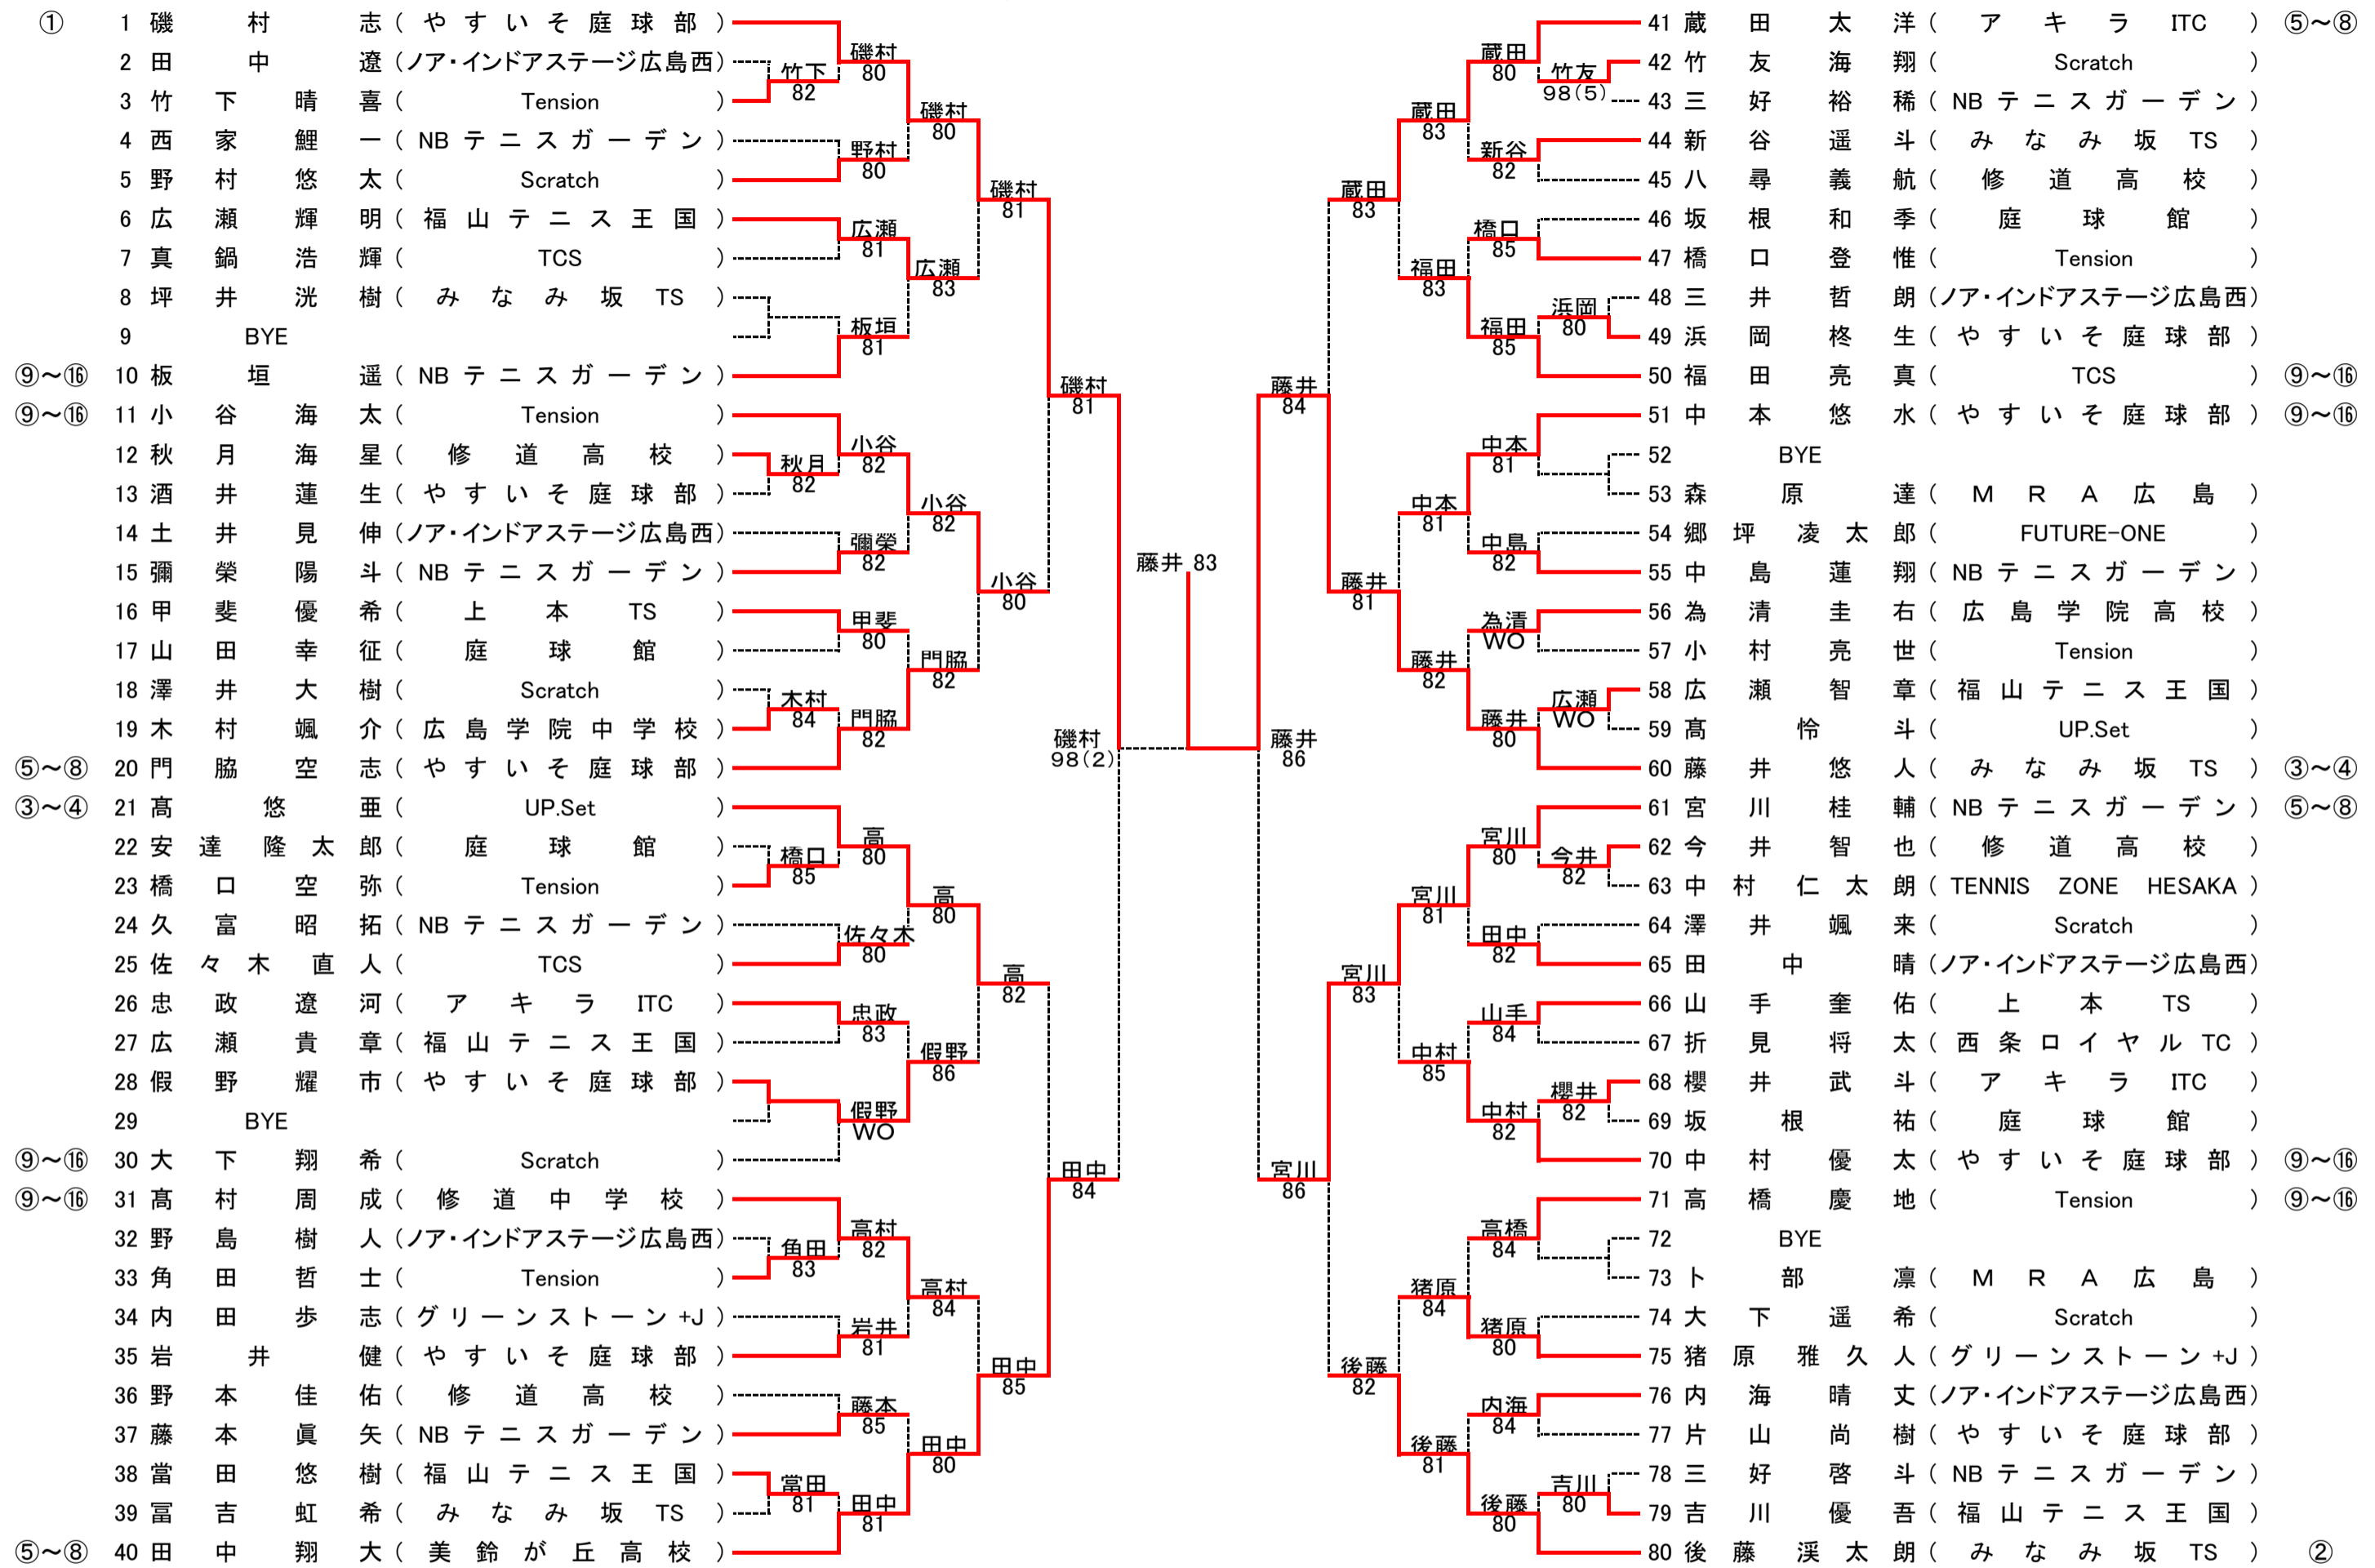 ① 1 磯村志(やすいそ庭球部)
2 田中遼(ノア・インドアステージ広島西)
3 竹下晴喜(Tension)
4 西家鯉一(NBテニスガーデン)
5 野村悠太(Scratch)
6 広瀬輝明(福山テニス王国)
7 真鍋浩輝(TCS)
8 坪井洸樹(みなみ坂TS)
9 BYE
⑨~⑯ 10 板垣遥(NBテニスガーデン)
⑨~⑯ 11 小谷海太(Tension)
12 秋月海星(修道高校)
13 酒井蓮生(やすいそ庭球部)
14 土井見伸(ノア・インドアステージ広島西)
15 彌榮陽斗(NBテニスガーデン)
16 甲斐優希(上本TS)
17 山田幸征(庭球館)
18 澤井大樹(Scratch)
19 木村颯介(広島学院中学校)
⑤~⑧ 20 門脇空志(やすいそ庭球部)
③~④ 21 髙悠亜(UP.Set)
22 安達隆太郎(庭球館)
23 橋口空弥(Tension)
24 久富昭拓(NBテニスガーデン)
25 佐々木直人(TCS)
26 忠政遼河(アキラITC)
27 広瀬貴章(福山テニス王国)
28 假野耀市(やすいそ庭球部)
29 BYE
⑨~⑯ 30 大下翔希(Scratch)
⑨~⑯ 31 髙村周成(修道中学校)
32 野島樹人(ノア・インドアステージ広島西)
33 角田哲士(Tension)
34 内田歩志(グリーンストーン+J)
35 岩井健(やすいそ庭球部)
36 野本佳佑(修道高校)
37 藤本眞矢(NBテニスガーデン)
38 當田悠樹(福山テニス王国)
39 冨吉虹希(みなみ坂TS)
⑤~⑧ 40 田中翔大(美鈴が丘高校)
竹下 82
秋月 82
木村 84
橋口 85
角田 83
當田 81
磯村 80
野村 80
広瀬 81
板垣 81
小谷 82
彌榮 82
甲斐 80
門脇 82
高 80
佐々木 80
忠政 83
假野 WO
高村 82
岩井 81
藤本 85
田中 81
磯村 80
広瀬 83
小谷 82
門脇 82
高 80
假野 86
高村 84
田中 80
磯村 81
小谷 80
高 82
田中 85
磯村 81
田中 84
磯村 98(2)
藤井 83
藤井 86
藤井 84
宮川 86
蔵田 83
藤井 81
宮川 83
後藤 82
蔵田 83
福田 83
中本 81
藤井 82
宮川 81
中村 85
猪原 84
後藤 81
蔵田 80
新谷 82
橋口 85
福田 85
中本 81
中島 82
為清 WO
藤井 80
宮川 80
田中 82
山手 84
中村 82
高橋 84
猪原 80
内海 84
後藤 80
竹友 98(5)
浜岡 80
広瀬 WO
今井 82
櫻井 82
吉川 80
41 蔵田太洋(アキラITC) ⑤~⑧
42 竹友海翔(Scratch)
43 三好裕稀(NBテニスガーデン)
44 新谷遥斗(みなみ坂TS)
45 八尋義航(修道高校)
46 坂根和季(庭球館)
47 橋口登惟(Tension)
48 三井哲朗(ノア・インドアステージ広島西)
49 浜岡柊生(やすいそ庭球部)
50 福田亮真(TCS) ⑨~⑯
51 中本悠水(やすいそ庭球部) ⑨~⑯
52 BYE
53 森原達(MRA広島)
54 郷坪凌太郎(FUTURE-ONE)
55 中島蓮翔(NBテニスガーデン)
56 為清圭右(広島学院高校)
57 小村亮世(Tension)
58 広瀬智章(福山テニス王国)
59 髙怜斗(UP.Set)
60 藤井悠人(みなみ坂TS) ③~④
61 宮川桂輔(NBテニスガーデン) ⑤~⑧
62 今井智也(修道高校)
63 中村仁太朗(TENNIS ZONE HESAKA)
64 澤井颯来(Scratch)
65 田中晴(ノア・インドアステージ広島西)
66 山手奎佑(上本TS)
67 折見将太(西条ロイヤルTC)
68 櫻井武斗(アキラITC)
69 坂根祐(庭球館)
70 中村優太(やすいそ庭球部) ⑨~⑯
71 高橋慶地(Tension) ⑨~⑯
72 BYE
73 卜部凛(MRA広島)
74 大下遥希(Scratch)
75 猪原雅久人(グリーンストーン+J)
76 内海晴丈(ノア・インドアステージ広島西)
77 片山尚樹(やすいそ庭球部)
78 三好啓斗(NBテニスガーデン)
79 吉川優吾(福山テニス王国)
80 後藤渓太朗(みなみ坂TS) ②